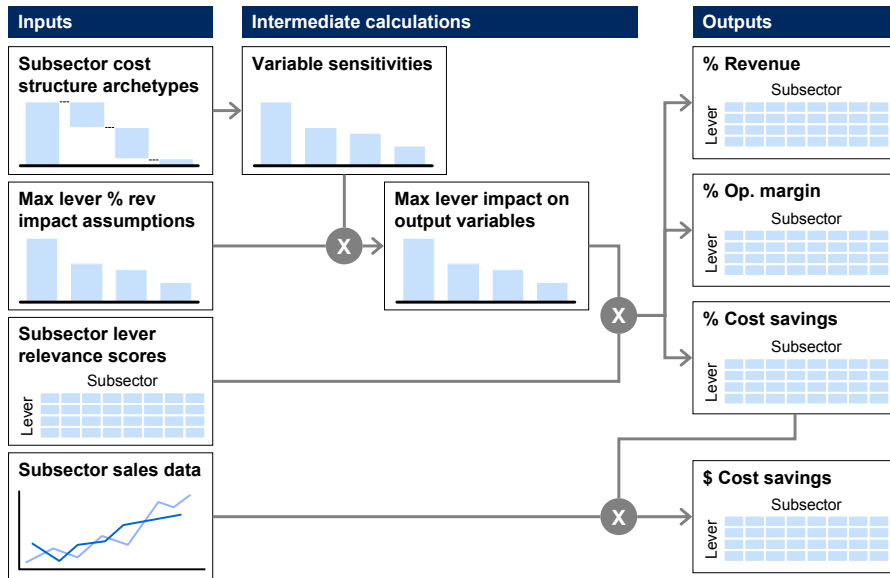 Inputs
Intermediate calculations
Outputs
Subsector cost
structure archetypes
Variable sensitivities
% Revenue
Subsector
Lever
Max lever % rev
impact assumptions
X
Max lever impact on
output variables
% Op. margin
Subsector
Lever
X
Subsector lever
relevance scores
Subsector
Lever
% Cost savings
Subsector
Lever
Subsector sales data
X
$ Cost savings
Subsector
Lever